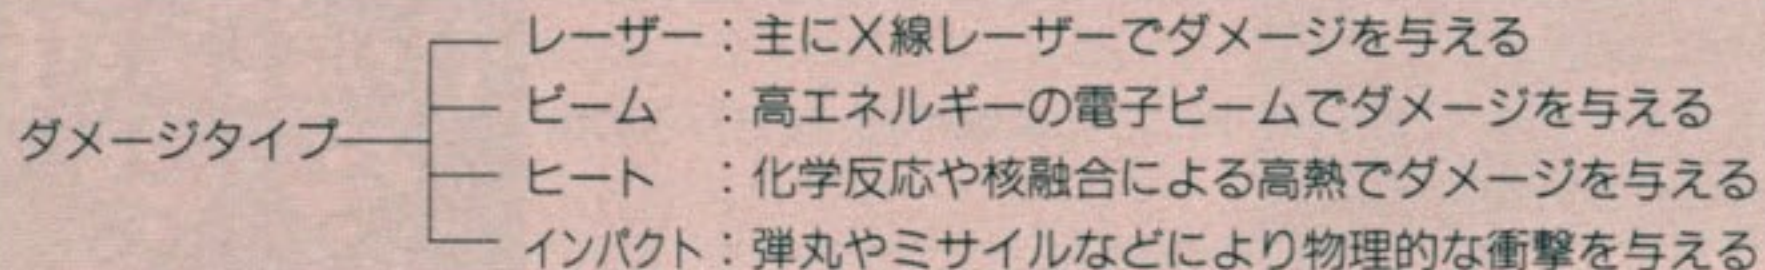 ダメージタイプ
レーザー：主にX線レーザーでダメージを与える
ビーム　：高エネルギーの電子ビームでダメージを与える
ヒート　：化学反応や核融合による高熱でダメージを与える
インパクト：弾丸やミサイルなどにより物理的な衝撃を与える